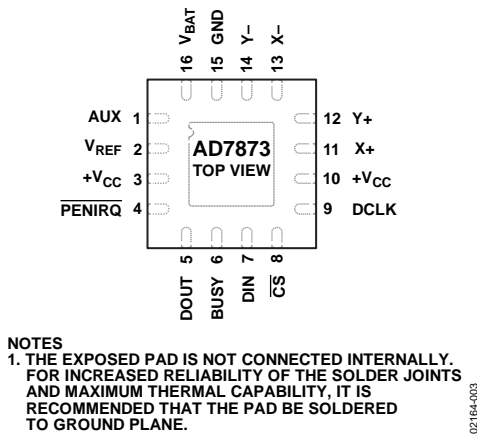 16 VBAT
15 GND
14 Y–
13 X–
AUX 1
VREF 2
+VCC 3
PENIRQ 4
AD7873
TOP VIEW
12 Y+
11 X+
10 +VCC
9 DCLK
DOUT 5
BUSY 6
DIN 7
CS 8
NOTES
1. THE EXPOSED PAD IS NOT CONNECTED INTERNALLY.
FOR INCREASED RELIABILITY OF THE SOLDER JOINTS
AND MAXIMUM THERMAL CAPABILITY, IT IS
RECOMMENDED THAT THE PAD BE SOLDERED
TO GROUND PLANE.
02164-003